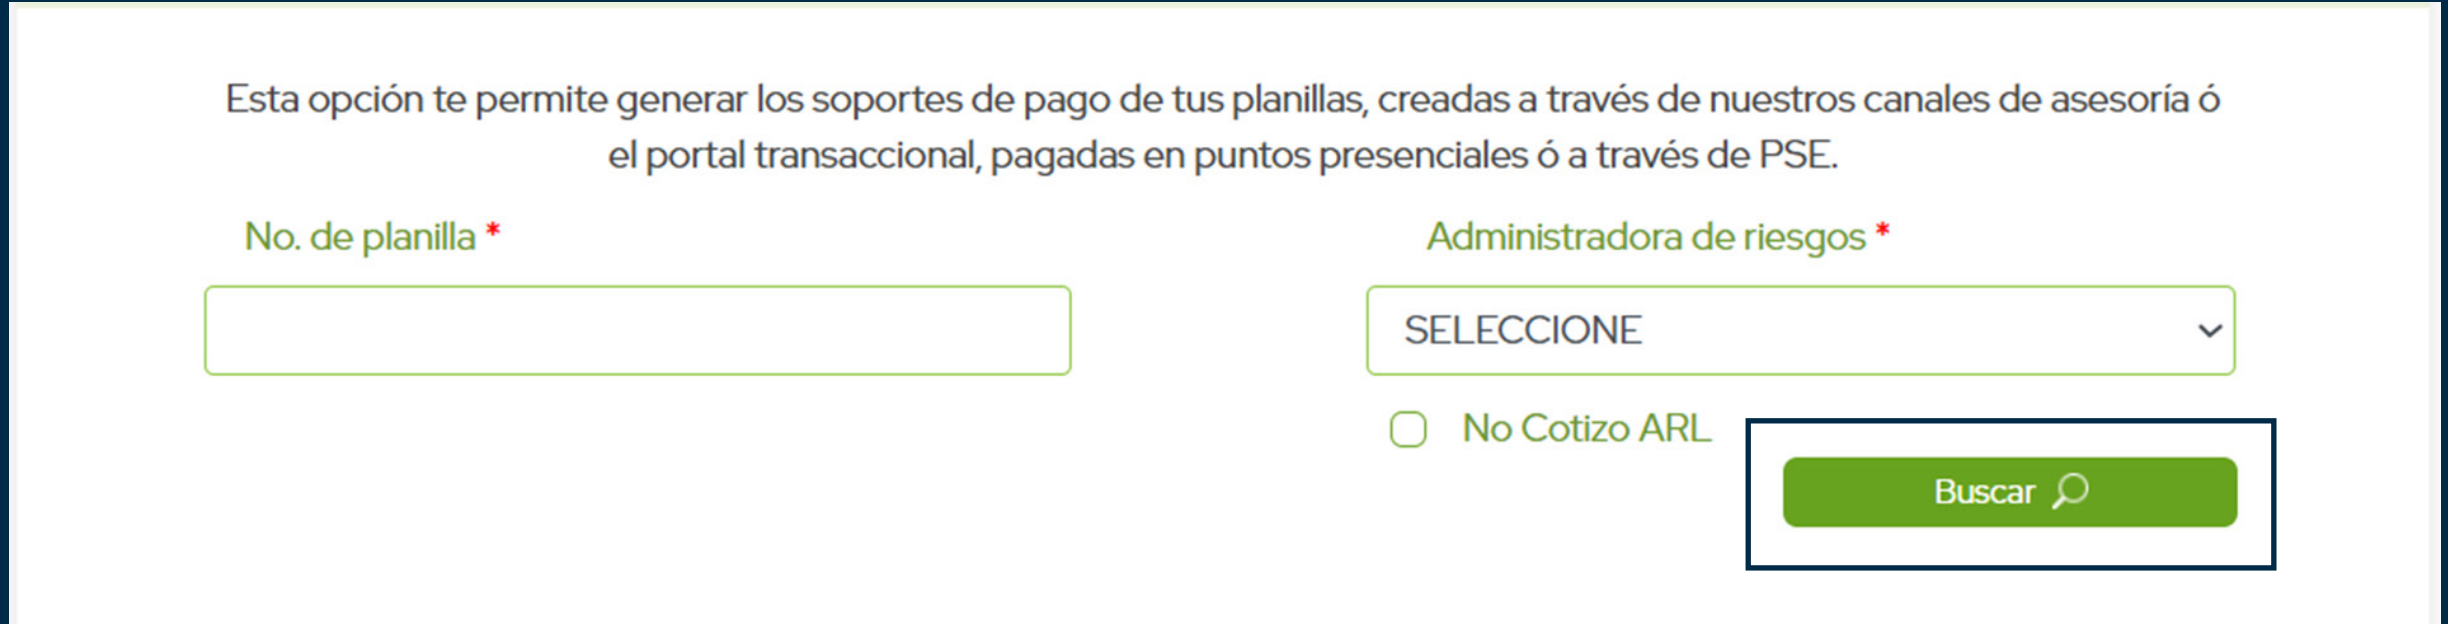 Esta opción te permite generar los soportes de pago de tus planillas, creadas a través de nuestros canales de asesoría ó
el portal transaccional, pagadas en puntos presenciales ó a través de PSE.
No. de planilla *
Administradora de riesgos *
SELECCIONE
No Cotizo ARL
Buscar